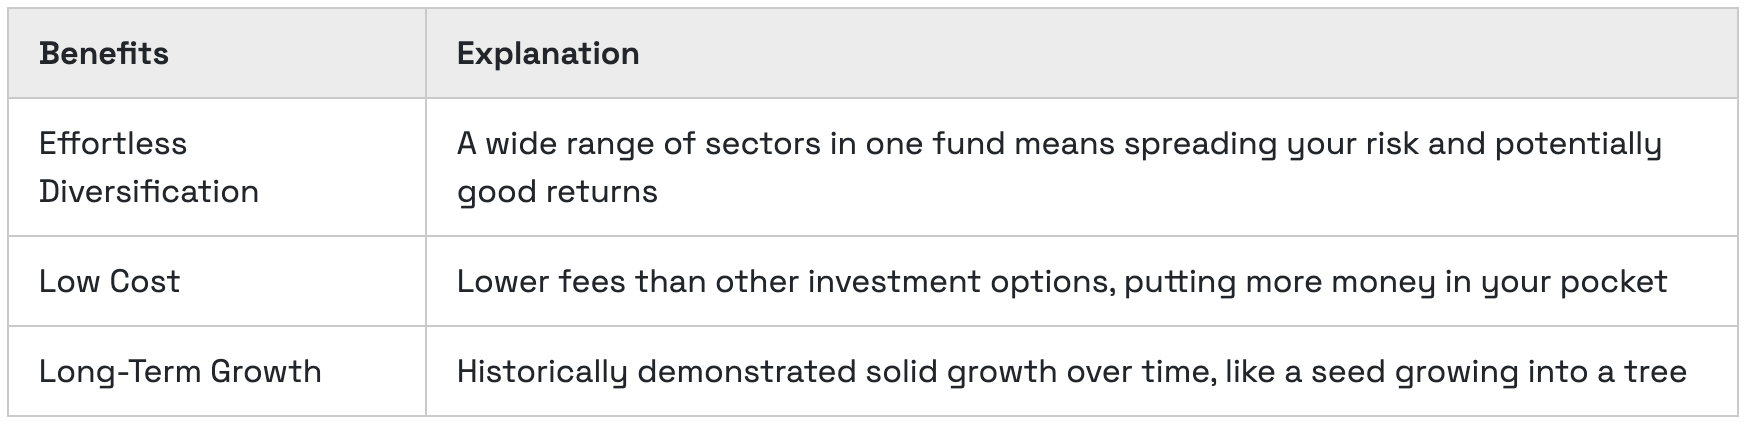 Benefits
Explanation
Effortless
Diversification
A wide range of sectors in one fund means spreading your risk and potentially
good returns
Low Cost
Lower fees than other investment options, putting more money in your pocket
Long-Term Growth
Historically demonstrated solid growth over time, like a seed growing into a tree